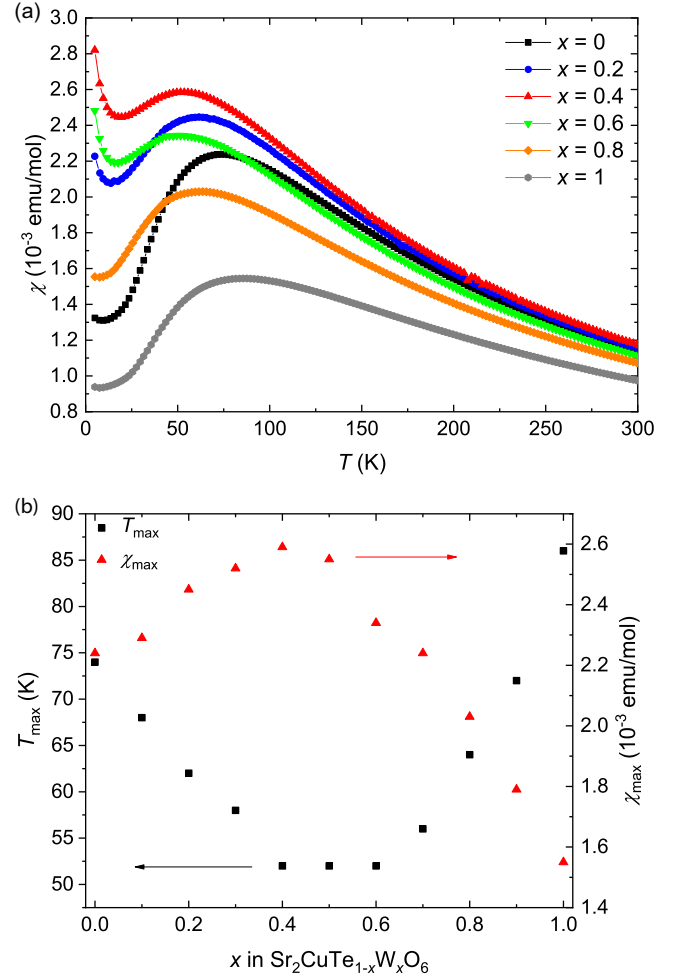 (a)
3.0
2.8
2.6
2.4
2.2
2.0
1.8
1.6
1.4
1.2
1.0
0.8
χ (10⁻³ emu/mol)
x = 0
x = 0.2
x = 0.4
x = 0.6
x = 0.8
x = 1
0 50 100 150 200 250 300
T (K)
(b)
90
85
80
75
70
65
60
55
50
T_max (K)
T_max
χ_max
2.6
2.4
2.2
2.0
1.8
1.6
1.4
χ_max (10⁻³ emu/mol)
0.0 0.2 0.4 0.6 0.8 1.0
x in Sr₂CuTe₁₋ₓWₓO₆